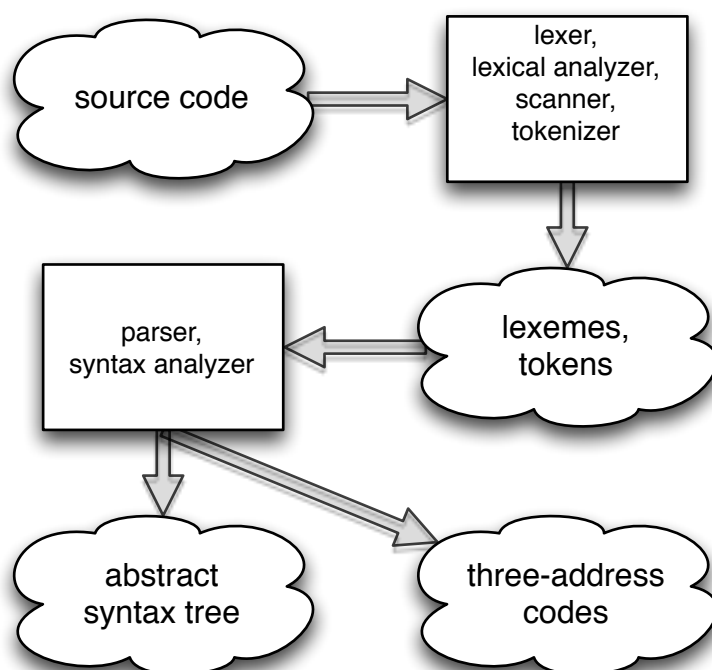 source code
lexer,
lexical analyzer,
scanner,
tokenizer
parser,
syntax analyzer
lexemes,
tokens
abstract
syntax tree
three-address
codes